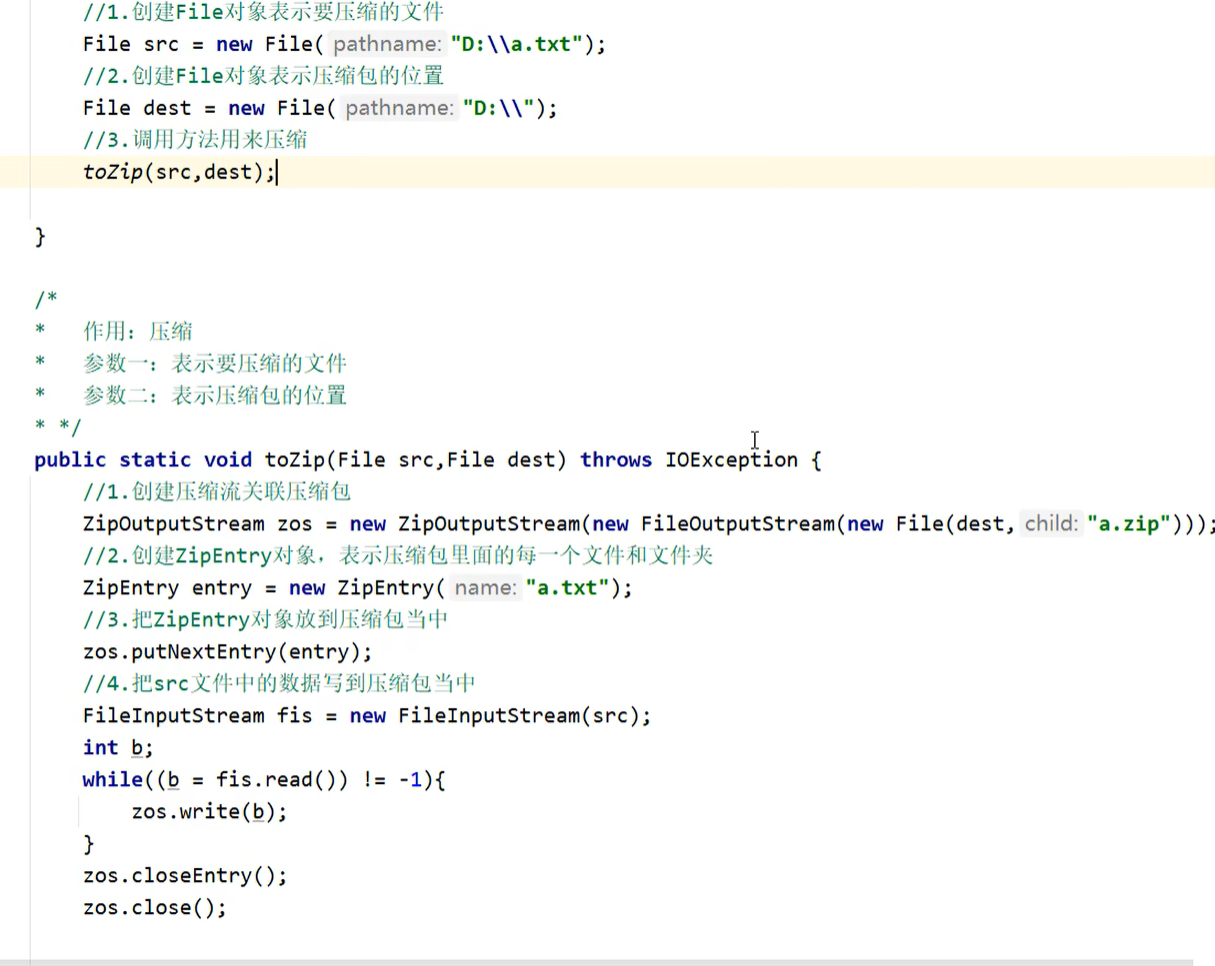 //1.创建File对象表示要压缩的文件
File src = new File( pathname: "D:\\a.txt");
//2.创建File对象表示压缩包的位置
File dest = new File( pathname: "D:\\");
//3.调用方法用来压缩
toZip(src,dest);
}
/*
*   作用：压缩
*   参数一：表示要压缩的文件
*   参数二：表示压缩包的位置
* */
public static void toZip(File src,File dest) throws IOException {
//1.创建压缩流关联压缩包
ZipOutputStream zos = new ZipOutputStream(new FileOutputStream(new File(dest, child: "a.zip")));
//2.创建ZipEntry对象，表示压缩包里面的每一个文件和文件夹
ZipEntry entry = new ZipEntry( name: "a.txt");
//3.把ZipEntry对象放到压缩包当中
zos.putNextEntry(entry);
//4.把src文件中的数据写到压缩包当中
FileInputStream fis = new FileInputStream(src);
int b;
while((b = fis.read()) != -1){
zos.write(b);
}
zos.closeEntry();
zos.close();